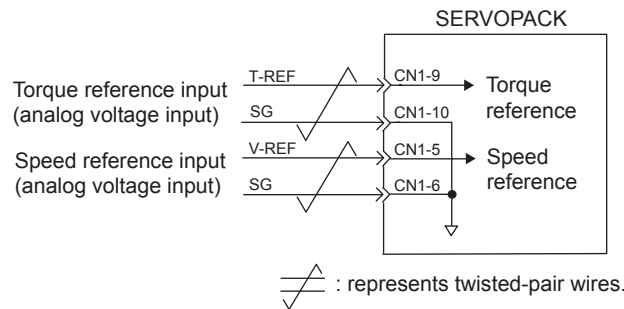 SERVOPACK
Torque reference input
(analog voltage input)
T-REF
CN1-9
Torque
reference
SG
CN1-10
Speed reference input
(analog voltage input)
V-REF
CN1-5
Speed
reference
SG
CN1-6
: represents twisted-pair wires.